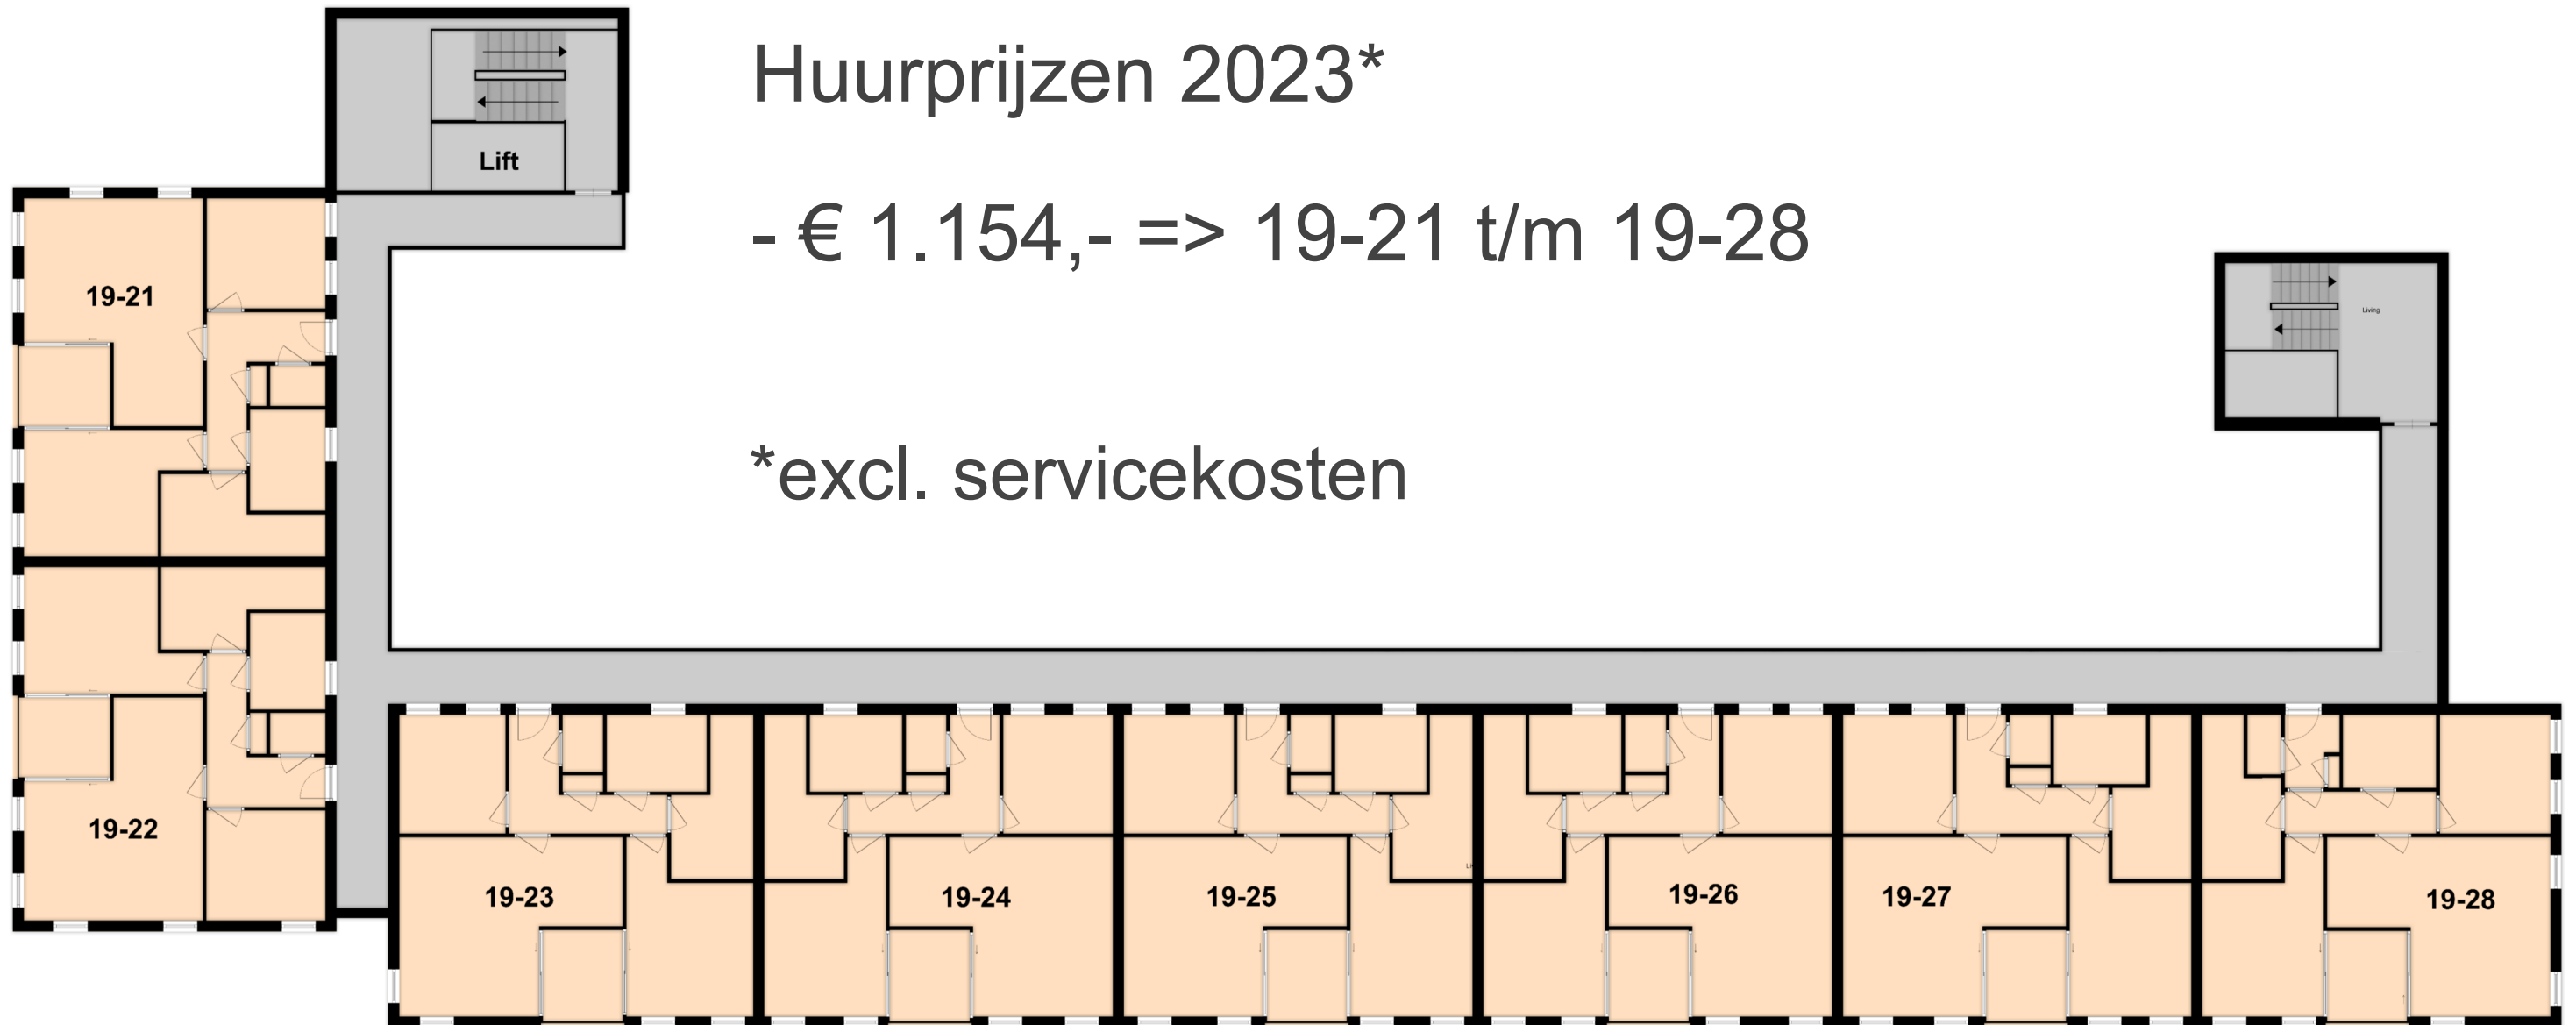 Huurprijzen 2023*
Lift
- € 1.154,- => 19-21 t/m 19-28
19-21
Living
*excl. servicekosten
19-22
19-23
19-24
19-25
19-26
19-27
19-28